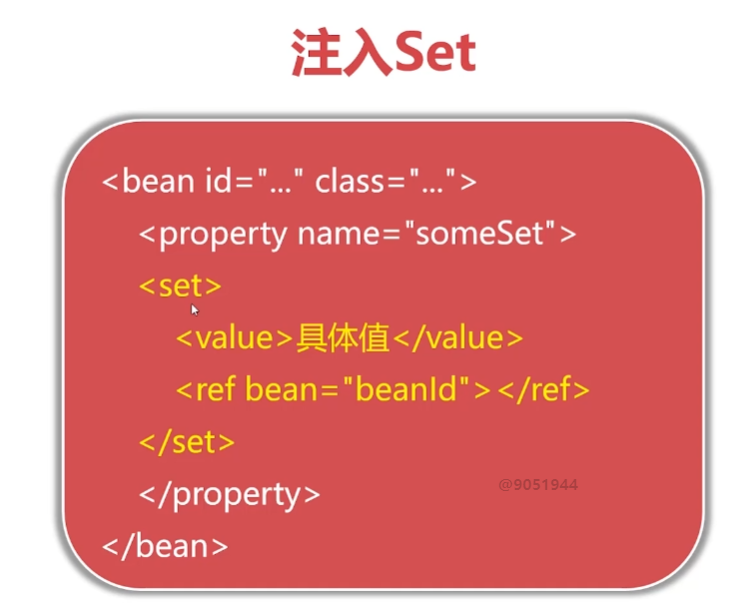 注入Set
<bean id="..." class="...">
<property name="someSet">
<set>
<value>具体值</value>
<ref bean="beanId"></ref>
</set>
</property>
@9051944
</bean>